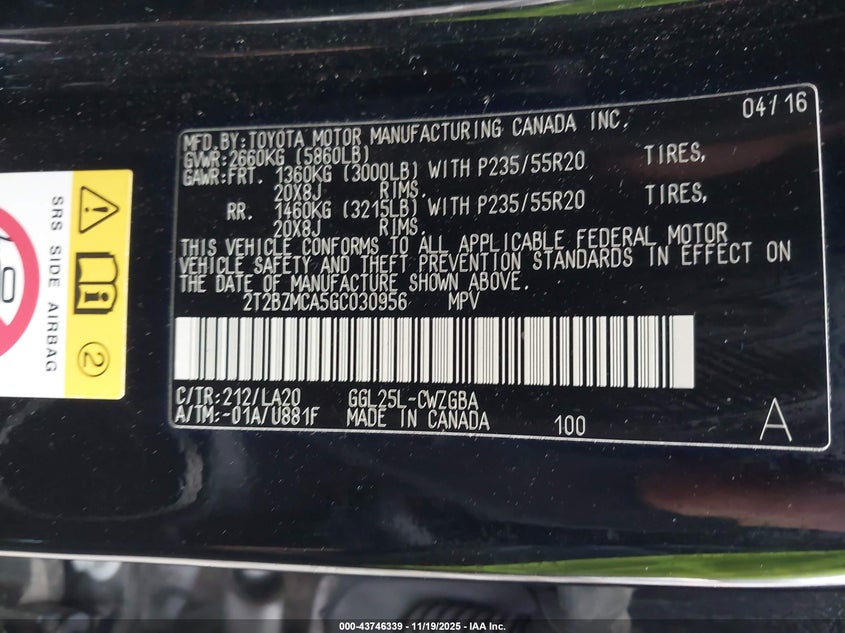 04/16
MFD.BY:TOYOTA MOTOR MANUFACTURING CANADA INC.
GVWR:2660KG (5860LB)
GAWR:FRT. 1360KG (3000LB) WITH P235/55R20 TIRES,
20X8J RIMS.
RR. 1460KG (3215LB) WITH P235/55R20 TIRES,
20X8J RIMS.
THIS VEHICLE CONFORMS TO ALL APPLICABLE FEDERAL MOTOR
VEHICLE SAFETY AND THEFT PREVENTION STANDARDS IN EFFECT ON
THE DATE OF MANUFACTURE SHOWN ABOVE.
2T2BZMCA5GC030956 MPV
C/TR:212/LA20 GGL25L-CWZGBA
A/TM:-01A/U881F MADE IN CANADA 100 A
SRS SIDE AIRBAG
2
000-43746339 - 11/19/2025 - IAA Inc.